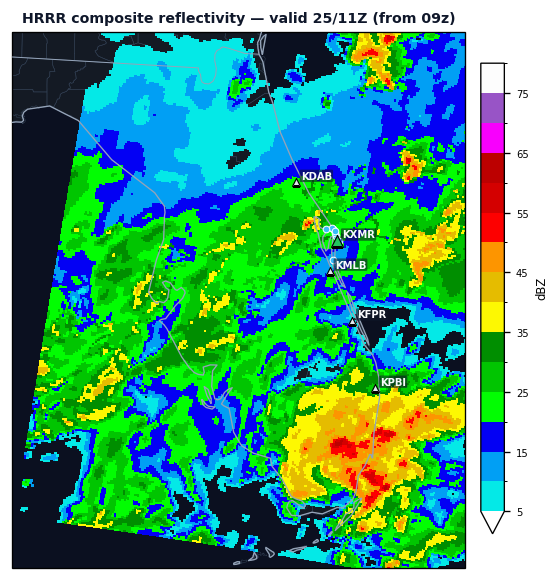 HRRR composite reflectivity — valid 25/11Z (from 09z)
KDAB
KXMR
KMLB
KFPR
KPBI
75
65
55
45
35
25
15
5
dBZ